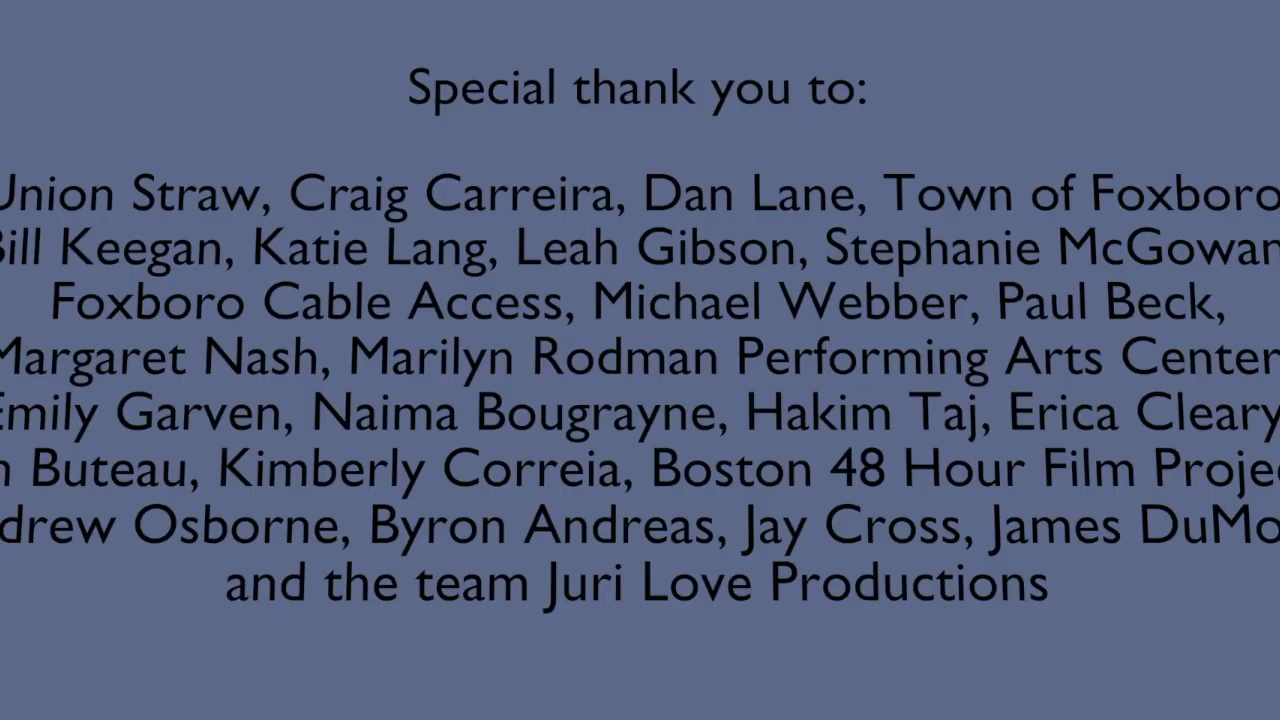 Special thank you to:
Union Straw, Craig Carreira, Dan Lane, Town of Foxboro
Bill Keegan, Katie Lang, Leah Gibson, Stephanie McGowan
Foxboro Cable Access, Michael Webber, Paul Beck,
Margaret Nash, Marilyn Rodman Performing Arts Center
Emily Garven, Naima Bougrayne, Hakim Taj, Erica Cleary
Buteau, Kimberly Correia, Boston 48 Hour Film
Osborne, Byron Andreas, Jay Cross, James
and the team Juri Love Productions